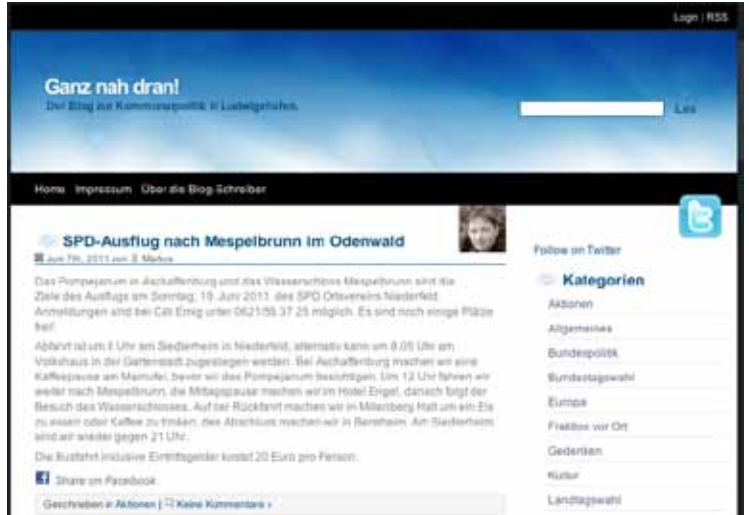 Login | RSS
Ganz nah dran!
Der Blog zur Kommunalpolitik in Ludwigshafen.
Los
Home Impressum Über die Blog-Schreiber
SPD-Ausflug nach Mespelbrunn im Odenwald
Juni 7th, 2011 von J. Markus
Follow on Twitter
Das Pompejanum in Aschaffenburg und das Wasserschloss Mespelbrunn sind die
Ziele des Ausflugs am Sonntag, 19. Juni 2011, des SPD Ortsvereins Niederfeld.
Anmeldungen sind bei Cilli Emig unter 0621/55 37 25 möglich. Es sind noch einige Plätze
frei!
Abfahrt ist um 8 Uhr am Siedlerheim in Niederfeld, alternativ kann um 8.05 Uhr am
Volkshaus in der Gartenstadt zugestiegen werden. Bei Aschaffenburg machen wir eine
Kaffeepause am Mainufer, bevor wir das Pompejanum besichtigen. Um 12 Uhr fahren wir
weiter nach Mespelbrunn, die Mittagspause machen wir im Hotel Engel, danach folgt der
Besuch des Wasserschlosses. Auf der Rückfahrt machen wir in Miltenberg Halt um ein Eis
zu essen oder Kaffee zu trinken, den Abschluss machen wir in Bensheim. Am Siedlerheim
sind wir wieder gegen 21 Uhr.
Die Busfahrt inklusive Eintrittsgelder kostet 20 Euro pro Person.
Share on Facebook
Geschrieben in Aktionen | Keine Kommentare »
Kategorien
Aktionen
Allgemeines
Bundespolitik
Bundestagswahl
Europa
Fraktion vor Ort
Gedenken
Kultur
Landtagswahl